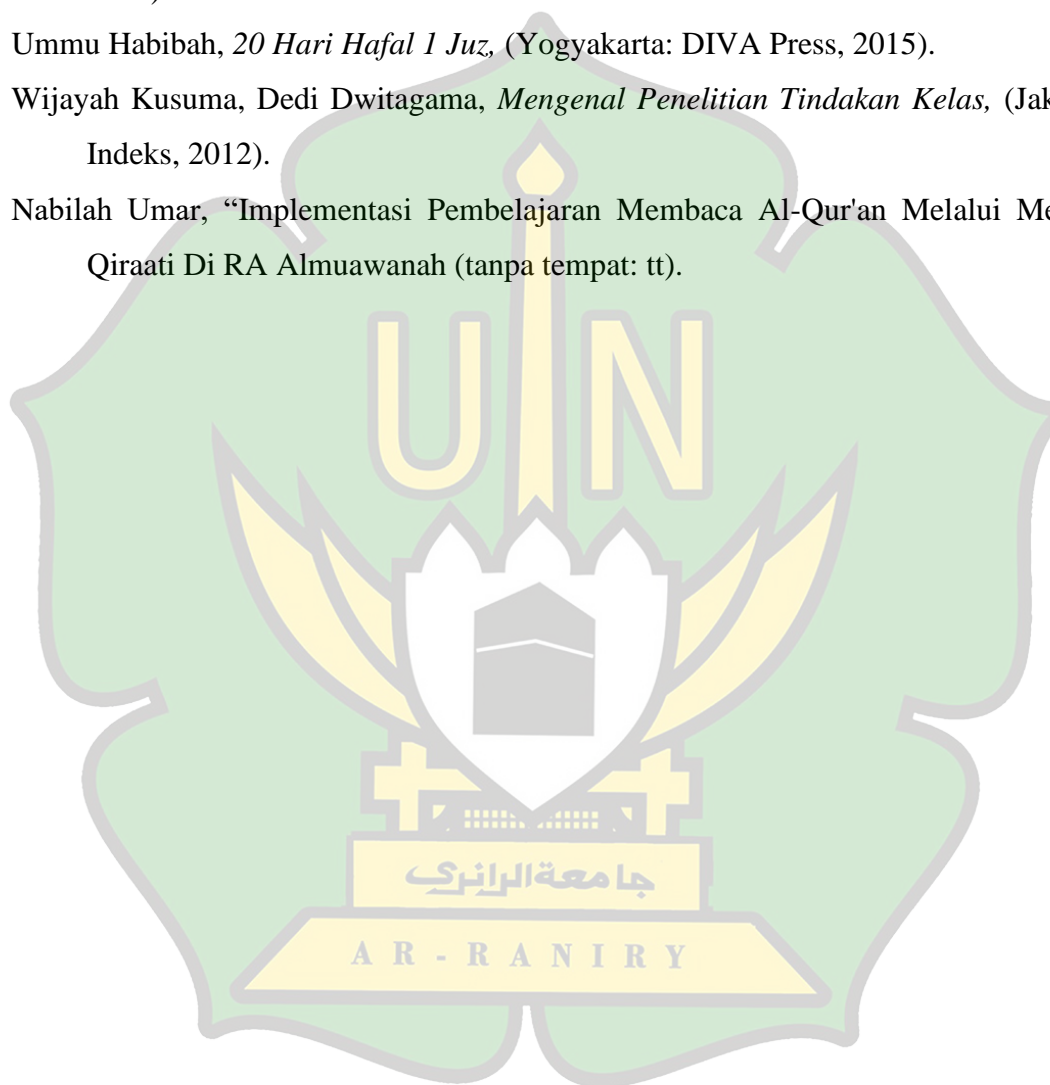 Ummu Habibah, 20 Hari Hafal 1 Juz, (Yogyakarta: DIVA Press, 2015).
Wijayah Kusuma, Dedi Dwitagama, Mengenal Penelitian Tindakan Kelas, (Jak
Indeks, 2012).
Nabilah Umar, “Implementasi Pembelajaran Membaca Al-Qur'an Melalui Me
Qiraati Di RA Almuawanah (tanpa tempat: tt).
UIN
جامعةالرانري
AR-RANIRY